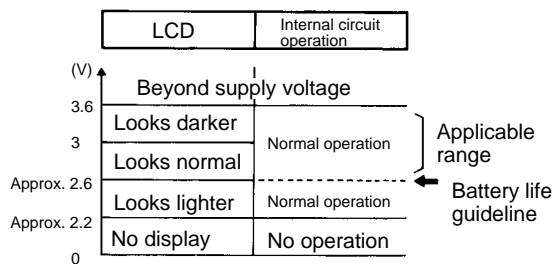 LCD
Internal circuit
operation
(V)
Beyond supply voltage
3.6
Looks darker
Normal operation
Applicable
range
3
Looks normal
Approx. 2.6
Battery life
guideline
Looks lighter
Normal operation
Approx. 2.2
No display
No operation
0